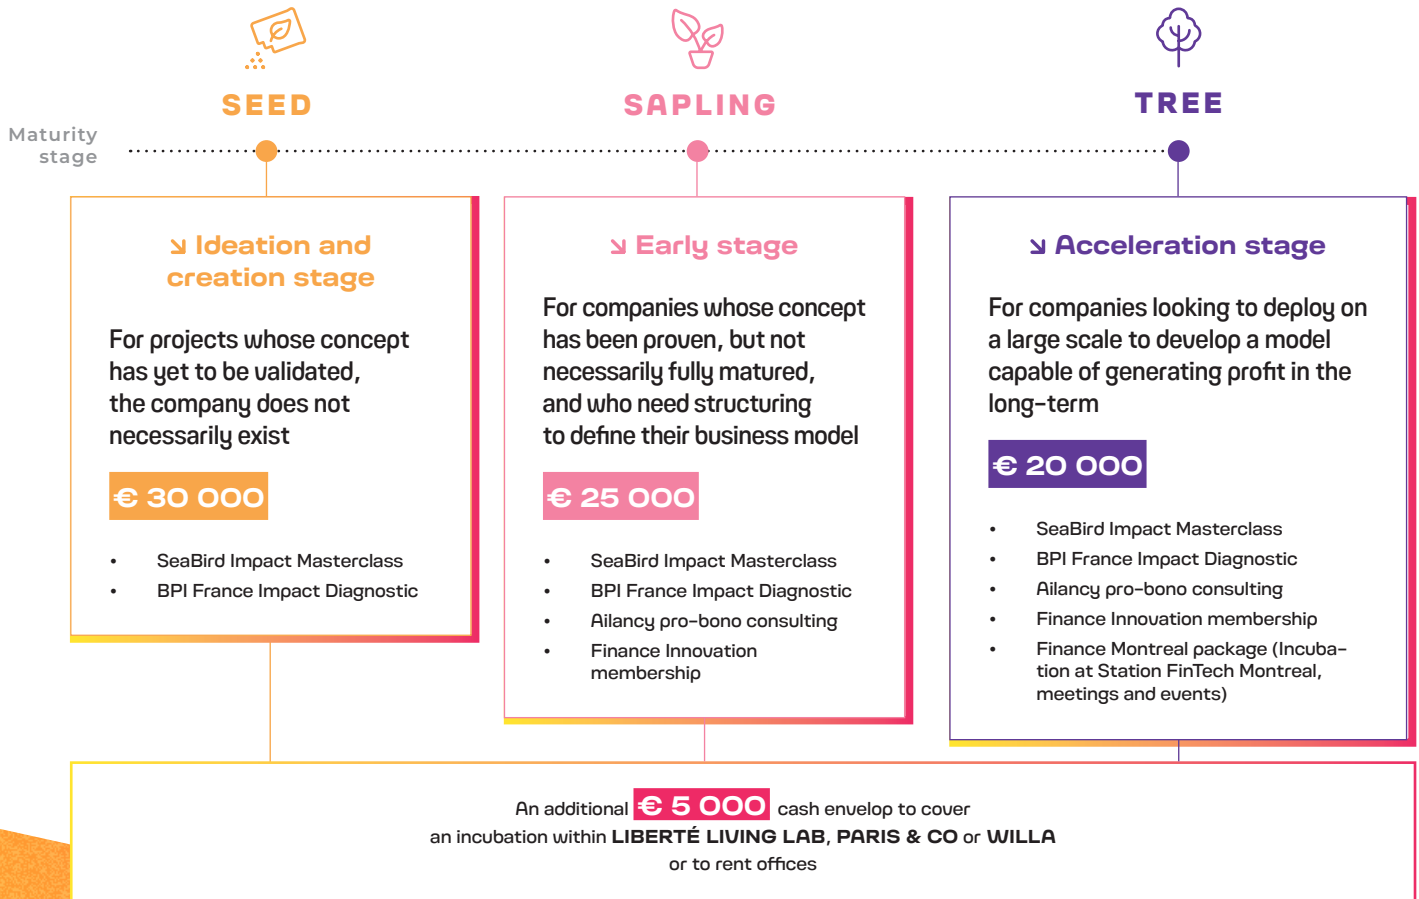 SEED
SAPLING
TREE
Maturity
stage
↘ Ideation and
creation stage
For projects whose concept
has yet to be validated,
the company does not
necessarily exist
€ 30 000
• SeaBird Impact Masterclass
• BPI France Impact Diagnostic
↘ Early stage
For companies whose concept
has been proven, but not
necessarily fully matured,
and who need structuring
to define their business model
€ 25 000
• SeaBird Impact Masterclass
• BPI France Impact Diagnostic
• Ailancy pro-bono consulting
• Finance Innovation
membership
↘ Acceleration stage
For companies looking to deploy on
a large scale to develop a model
capable of generating profit in the
long-term
€ 20 000
• SeaBird Impact Masterclass
• BPI France Impact Diagnostic
• Ailancy pro-bono consulting
• Finance Innovation membership
• Finance Montreal package (Incuba-
tion at Station FinTech Montreal,
meetings and events)
An additional € 5 000 cash envelop to cover
an incubation within LIBERTÉ LIVING LAB, PARIS & CO or WILLA
or to rent offices